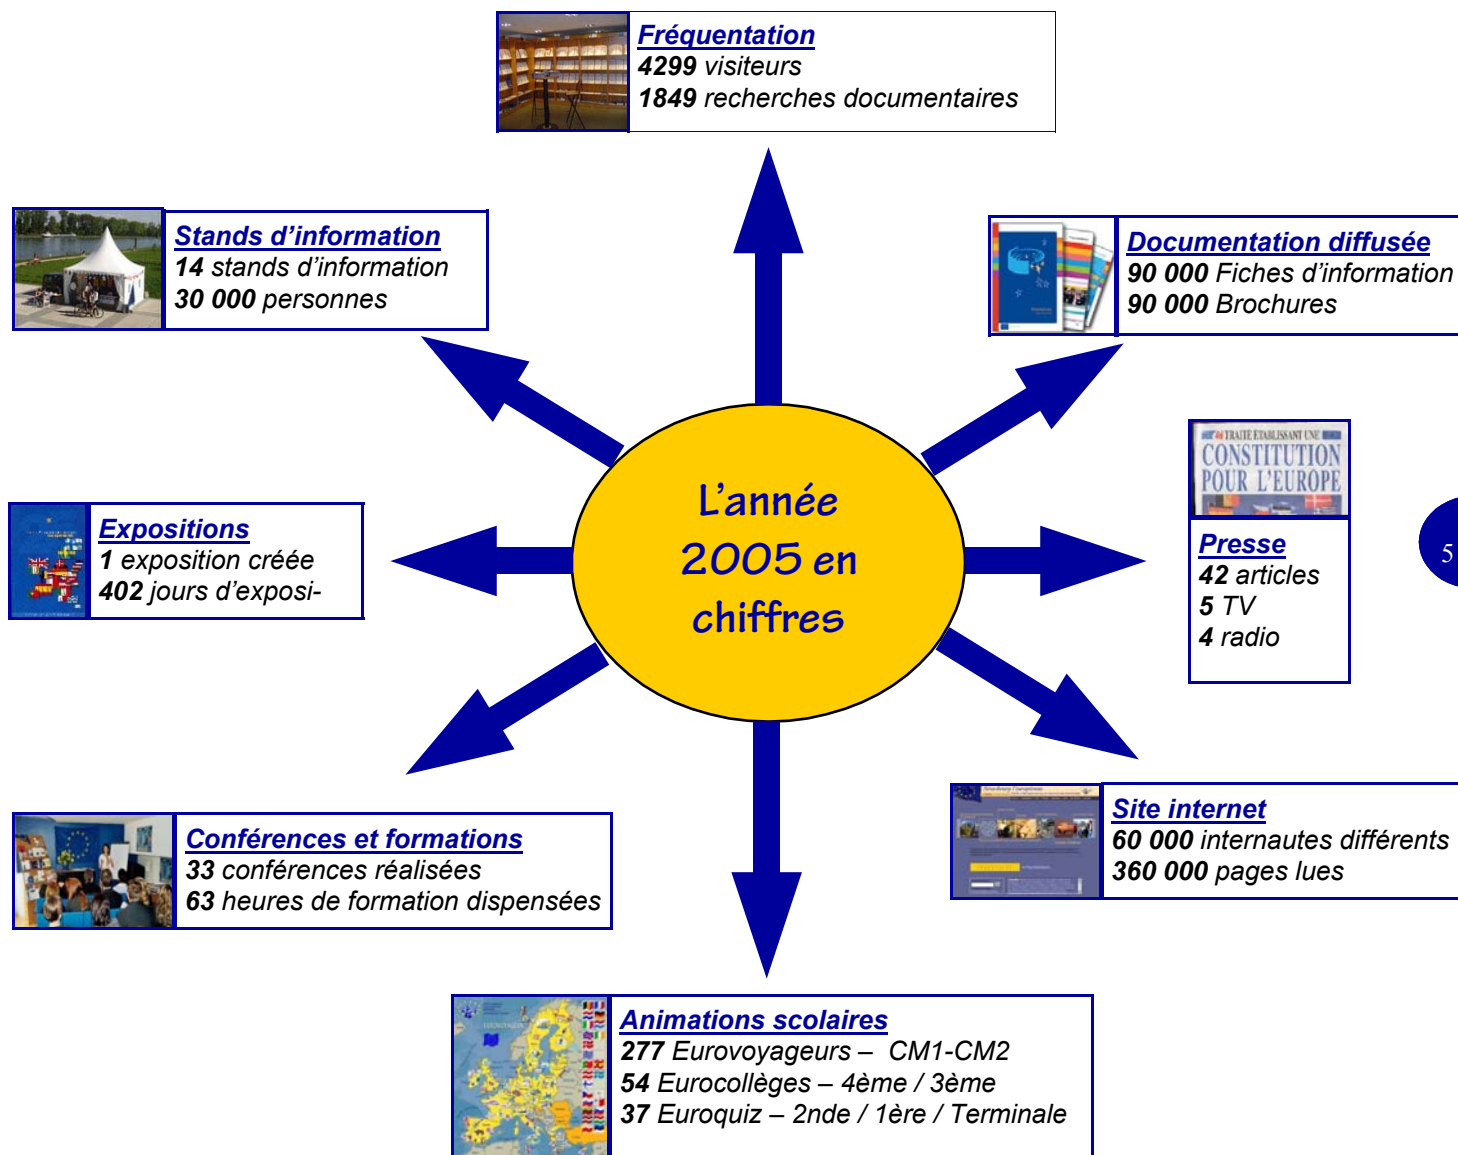 Fréquentation
4299 visiteurs
1849 recherches documentaires
Stands d’information
14 stands d’information
30 000 personnes
Documentation diffusée
90 000 Fiches d’information
90 000 Brochures
L’année
2005 en
chiffres
Expositions
1 exposition créée
402 jours d’exposi-
TRAITÉ ÉTABLISSANT UNE
CONSTITUTION
POUR L'EUROPE
Presse
42 articles
5 TV
4 radio
5
Conférences et formations
33 conférences réalisées
63 heures de formation dispensées
Site internet
60 000 internautes différents
360 000 pages lues
Animations scolaires
277 Eurovoyageurs – CM1-CM2
54 Eurocollèges – 4ème / 3ème
37 Euroquiz – 2nde / 1ère / Terminale